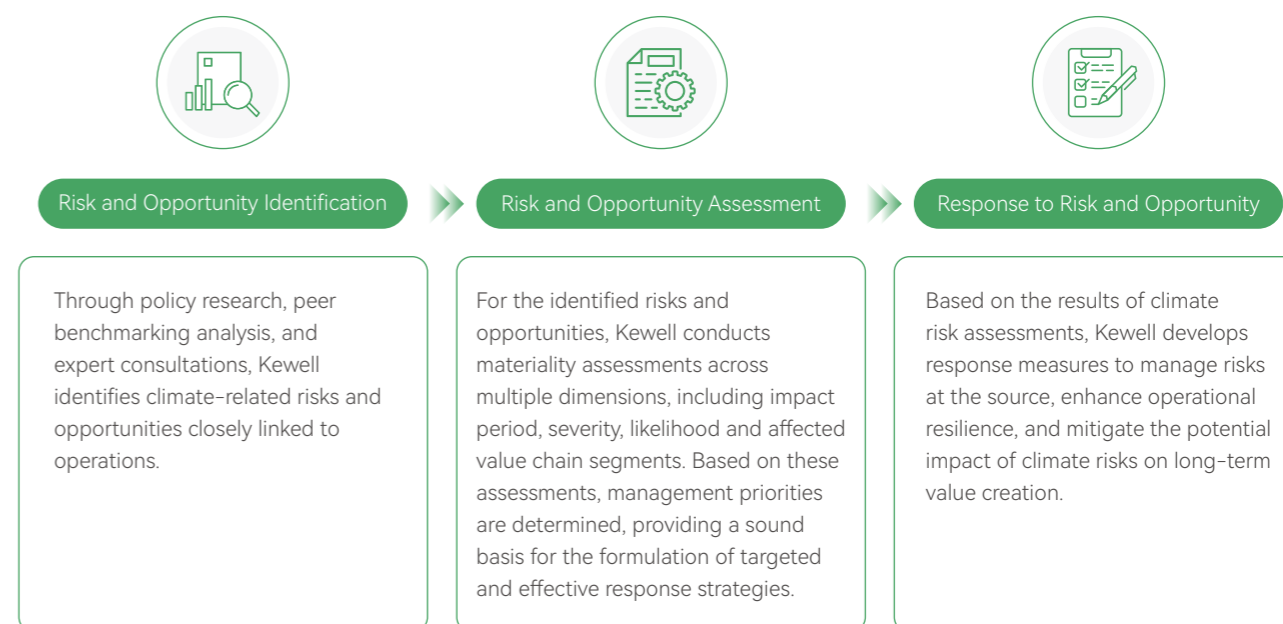 Risk and Opportunity Identification
Through policy research, peer
benchmarking analysis, and
expert consultations, Kewell
identifies climate-related risks and
opportunities closely linked to
operations.
Risk and Opportunity Assessment
For the identified risks and
opportunities, Kewell conducts
materiality assessments across
multiple dimensions, including impact
period, severity, likelihood and affected
value chain segments. Based on these
assessments, management priorities
are determined, providing a sound
basis for the formulation of targeted
and effective response strategies.
Response to Risk and Opportunity
Based on the results of climate
risk assessments, Kewell develops
response measures to manage risks
at the source, enhance operational
resilience, and mitigate the potential
impact of climate risks on long-term
value creation.